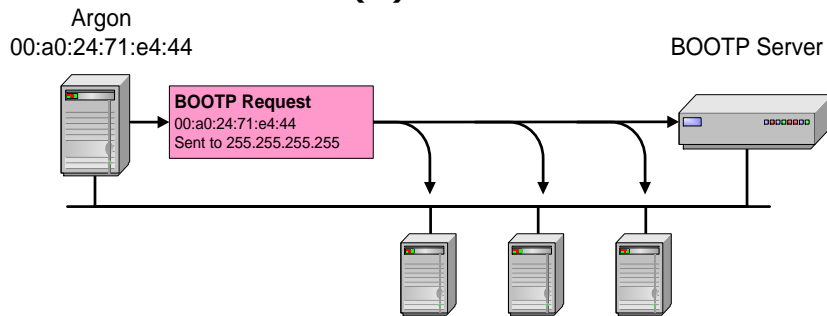 Argon
00:a0:24:71:e4:44
BOOTP Server
BOOTP Request
00:a0:24:71:e4:44
Sent to 255.255.255.255